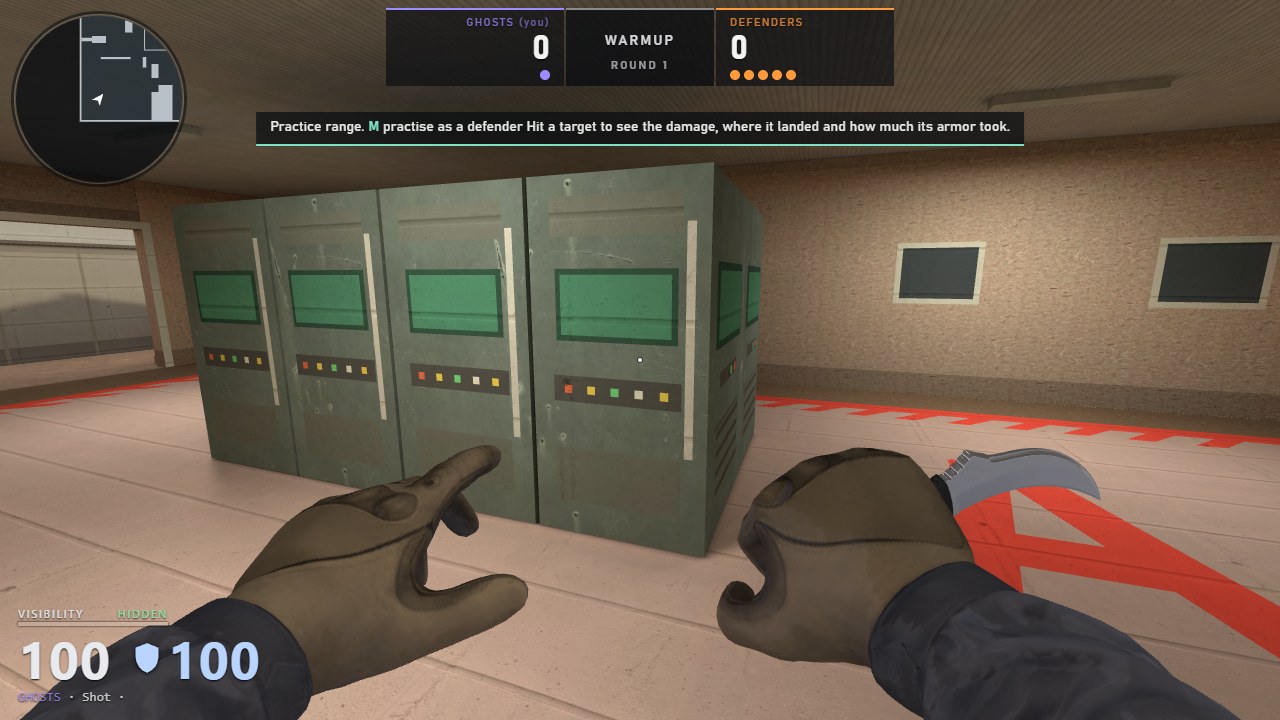 GHOSTS (you)
0
WARMUP
ROUND 1
DEFENDERS
0
Practice range. M practise as a defender Hit a target to see the damage, where it landed and how much its armor took.
A
VISIBILITY HIDDEN
100 100
GHOSTS · Shot ·